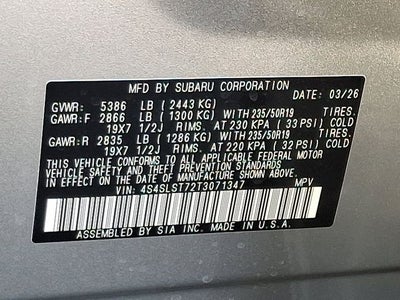 MFD BY SUBARU CORPORATION DATE: 03/26
GVWR: 5386 LB (2443 KG)
GAWR:F 2866 LB (1300 KG) WITH 235/50R19 TIRES.
19X7 1/2J RIMS. AT 230 KPA (33 PSI) COLD
GAWR:R 2835 LB (1286 KG) WITH 235/50R19 TIRES.
19X7 1/2J RIMS. AT 220 KPA (32 PSI) COLD
THIS VEHICLE CONFORMS TO ALL APPLICABLE FEDERAL MOTOR
VEHICLE SAFETY AND THEFT PREVENTION STANDARDS
IN EFFECT ON THE DATE OF MANUFACTURE SHOWN ABOVE.
VIN: 4S4SLST72T3071347 MPV
ASSEMBLED BY SIA INC. MADE IN U.S.A.